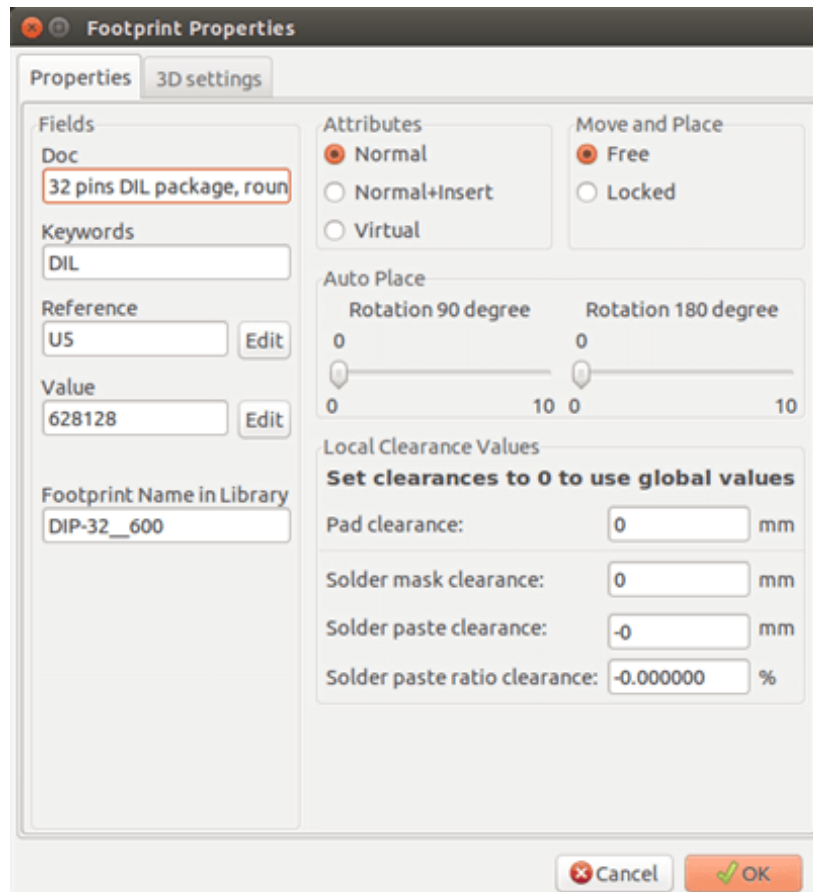 Footprint Properties
Properties
3D settings
Fields
Doc
32 pins DIL package, roun
Keywords
DIL
Reference
U5
Edit
Value
628128
Edit
Footprint Name in Library
DIP-32__600
Attributes
Normal
Normal+Insert
Virtual
Move and Place
Free
Locked
Auto Place
Rotation 90 degree
0
0 10
Rotation 180 degree
0
0 10
Local Clearance Values
Set clearances to 0 to use global values
Pad clearance: 0 mm
Solder mask clearance: 0 mm
Solder paste clearance: -0 mm
Solder paste ratio clearance: -0.000000 %
Cancel
OK